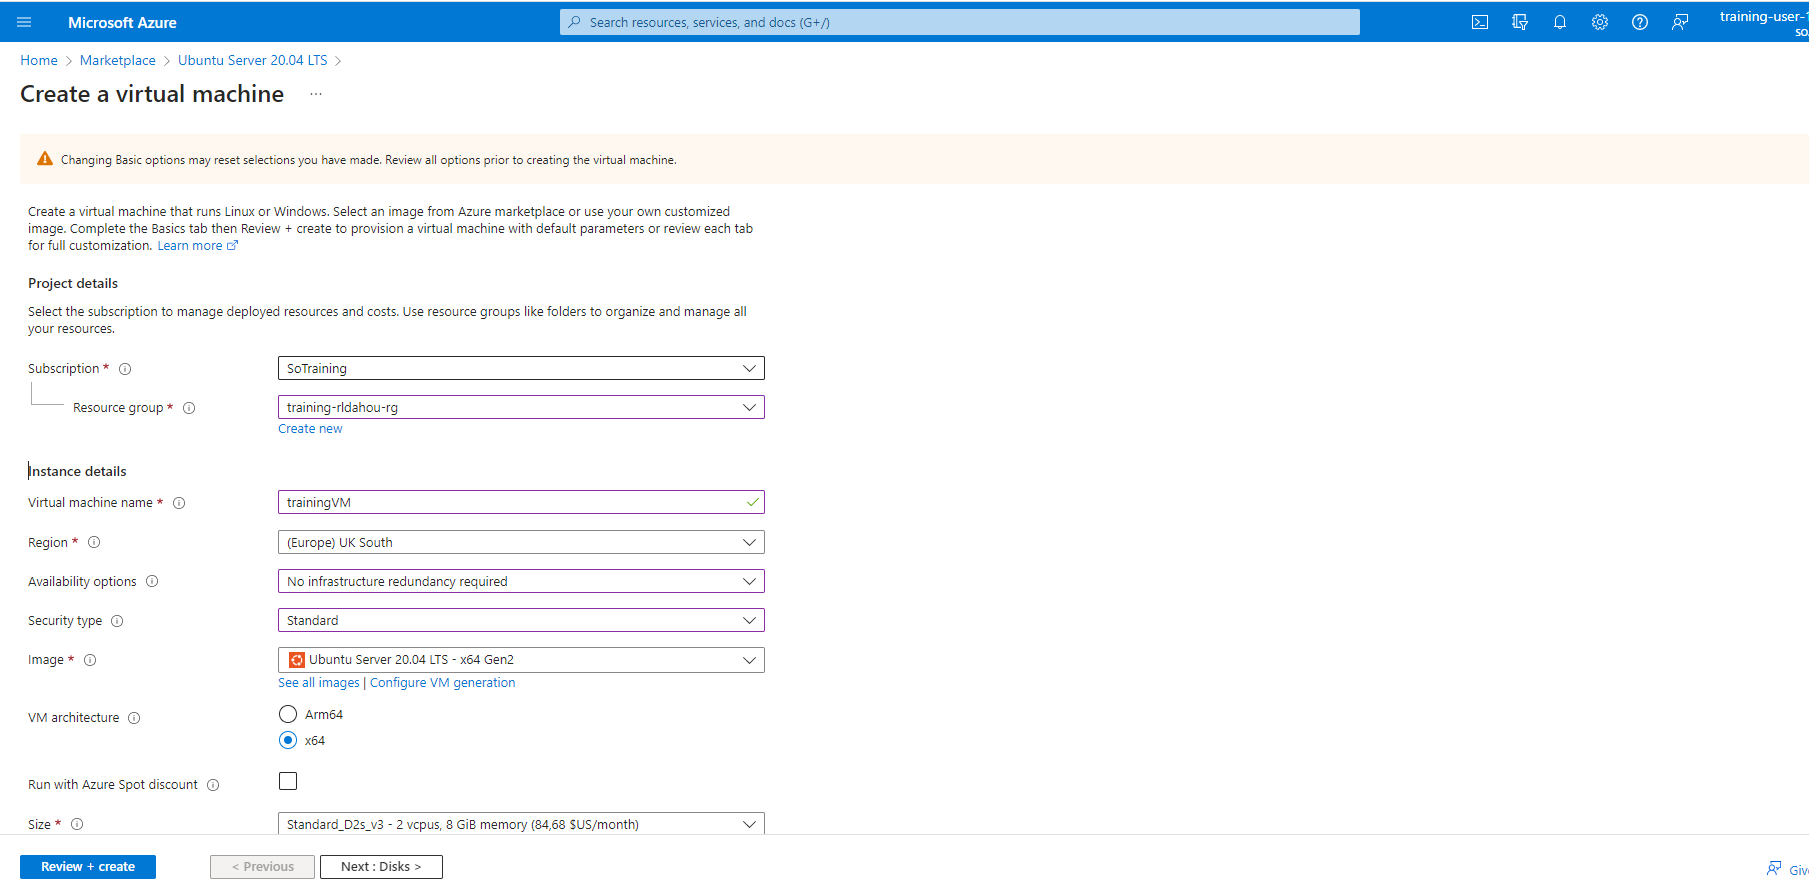 Microsoft Azure
Search resources, services, and docs (G+/)
training-user-1
Home > Marketplace > Ubuntu Server 20.04 LTS >
Create a virtual machine ...
Changing Basic options may reset selections you have made. Review all options prior to creating the virtual machine.
Create a virtual machine that runs Linux or Windows. Select an image from Azure marketplace or use your own customized
image. Complete the Basics tab then Review + create to provision a virtual machine with default parameters or review each tab
for full customization. Learn more
Project details
Select the subscription to manage deployed resources and costs. Use resource groups like folders to organize and manage all
your resources.
Subscription *
SoTraining
Resource group *
training-rldahou-rg
Create new
Instance details
Virtual machine name *
trainingVM
Region *
(Europe) UK South
Availability options
No infrastructure redundancy required
Security type
Standard
Image *
Ubuntu Server 20.04 LTS - x64 Gen2
See all images | Configure VM generation
VM architecture
Arm64
x64
Run with Azure Spot discount
Size *
Standard_D2s_v3 - 2 vcpus, 8 GiB memory (84,68 $US/month)
Review + create
< Previous
Next : Disks >